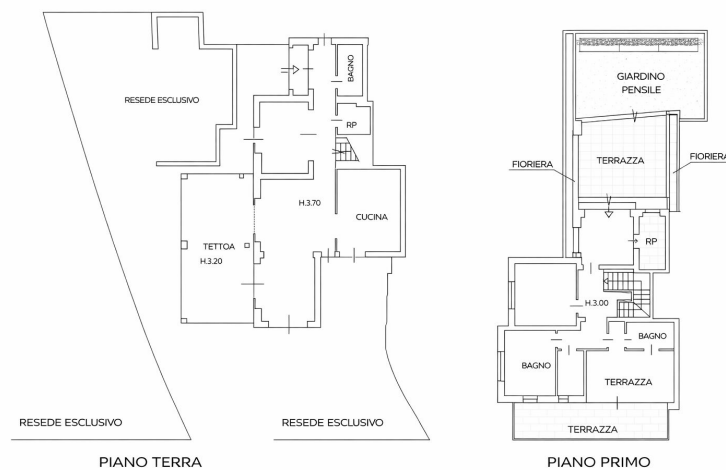 RESEDE ESCLUSIVO
BAGNO
RP
H.3.70
CUCINA
TETTOA
H.3.20
RESEDE ESCLUSIVO
RESEDE ESCLUSIVO
PIANO TERRA
GIARDINO
PENSILE
FIORIERA
TERRAZZA
FIORIERA
RP
H.3.00
BAGNO
BAGNO
TERRAZZA
TERRAZZA
PIANO PRIMO